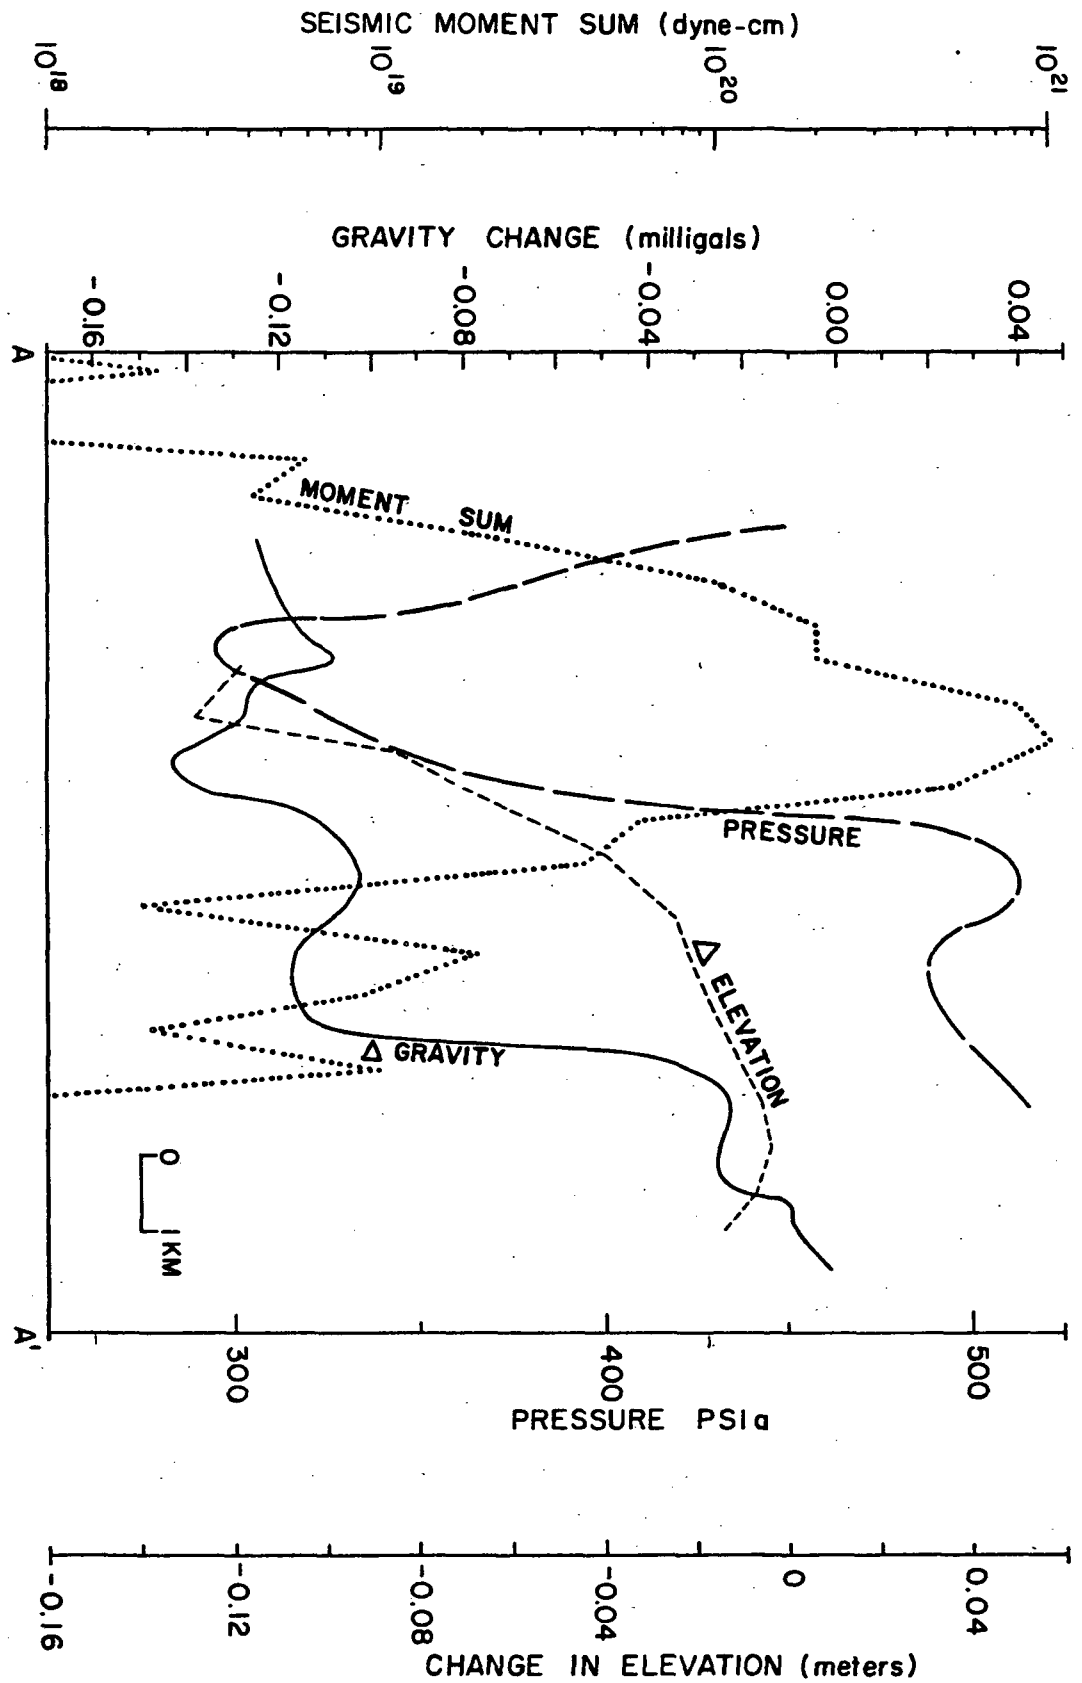 SEISMIC MOMENT SUM (dyne-cm)
10^18
10^19
10^20
10^21
GRAVITY CHANGE (milligals)
-0.16
-0.12
-0.08
-0.04
0.00
0.04
A
MOMENT SUM
PRESSURE
Δ ELEVATION
Δ GRAVITY
0
1 KM
A'
300
400
500
PRESSURE PSIa
-0.16
-0.12
-0.08
-0.04
0
0.04
CHANGE IN ELEVATION (meters)